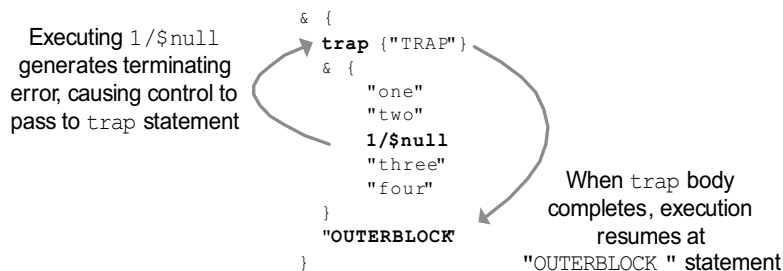 & {
trap {"TRAP"}
& {
"one"
"two"
1/$null
"three"
"four"
}
"OUTERBLOCK"
}
Executing 1/$null
generates terminating
error, causing control to
pass to trap statement
When trap body
completes, execution
resumes at
"OUTERBLOCK " statement